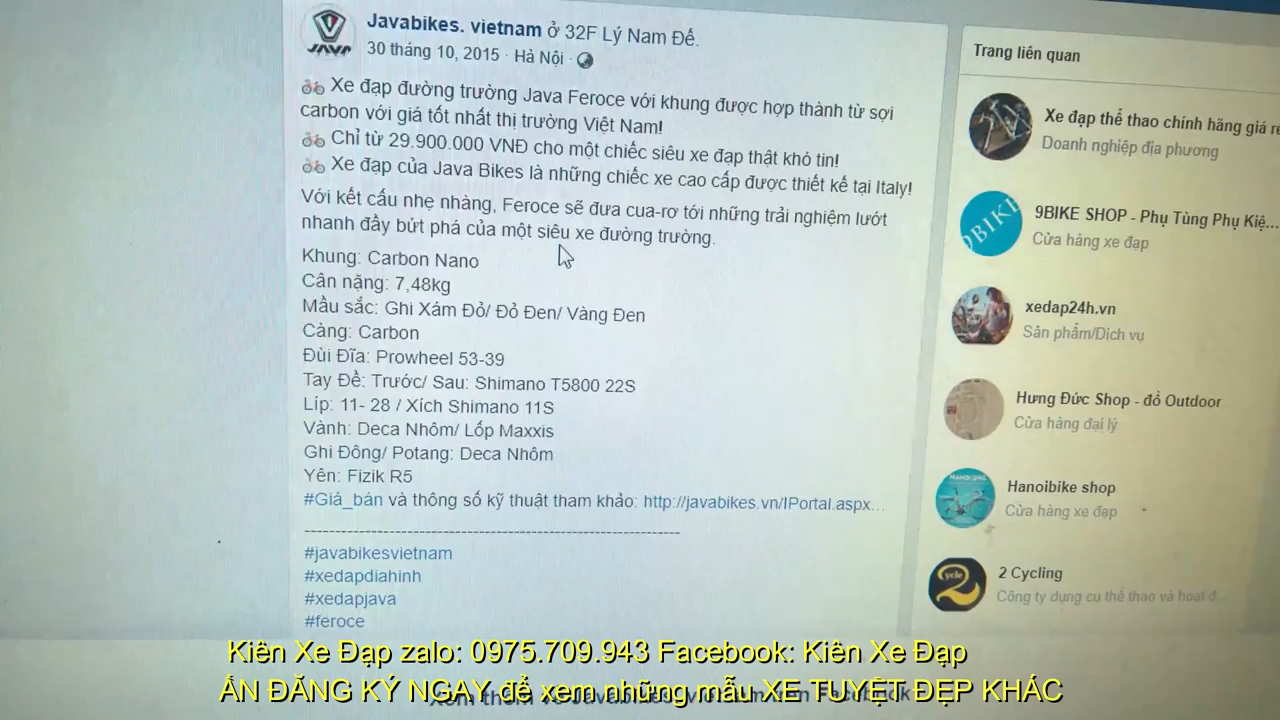 JAVA
Javabikes. vietnam ở 32F Lý Nam Đế.
30 tháng 10, 2015 · Hà Nội ·
Xe đạp đường trường Java Feroce với khung được hợp thành từ sợi
carbon với giá tốt nhất thị trường Việt Nam!
Chỉ từ 29.900.000 VNĐ cho một chiếc siêu xe đạp thật khó tin!
Xe đạp của Java Bikes là những chiếc xe cao cấp được thiết kế tại Italy!
Với kết cấu nhẹ nhàng, Feroce sẽ đưa cua-rơ tới những trải nghiệm lướt
nhanh đầy bứt phá của một siêu xe đường trường.
Khung: Carbon Nano
Cân nặng: 7,48kg
Mầu sắc: Ghi Xám Đỏ/ Đỏ Đen/ Vàng Đen
Càng: Carbon
Đùi Đĩa: Prowheel 53-39
Tay Đề: Trước/ Sau: Shimano T5800 22S
Líp: 11- 28 / Xích Shimano 11S
Vành: Deca Nhôm/ Lốp Maxxis
Ghi Đông/ Potang: Deca Nhôm
Yên: Fizik R5
#Giá_bán và thông số kỹ thuật tham khảo: http://javabikes.vn/IPortal.aspx...
#javabikesvietnam
#xedapdiahinh
#xedapjava
#feroce
Trang liên quan
Xe đạp thể thao chính hãng giá rẻ
Doanh nghiệp địa phương
9BIKE SHOP - Phụ Tùng Phụ Kiệ...
Cửa hàng xe đạp
xedap24h.vn
Sản phẩm/Dịch vụ
Hưng Đức Shop - đồ Outdoor
Cửa hàng đại lý
Hanoibike shop
Cửa hàng xe đạp
2 Cycling
Công ty dụng cụ thể thao và hoạt đ...
Kiên Xe Đạp zalo: 0975.709.943 Facebook: Kiên Xe Đạp
ẤN ĐĂNG KÝ NGAY để xem những mẫu XE TUYỆT ĐẸP KHÁC